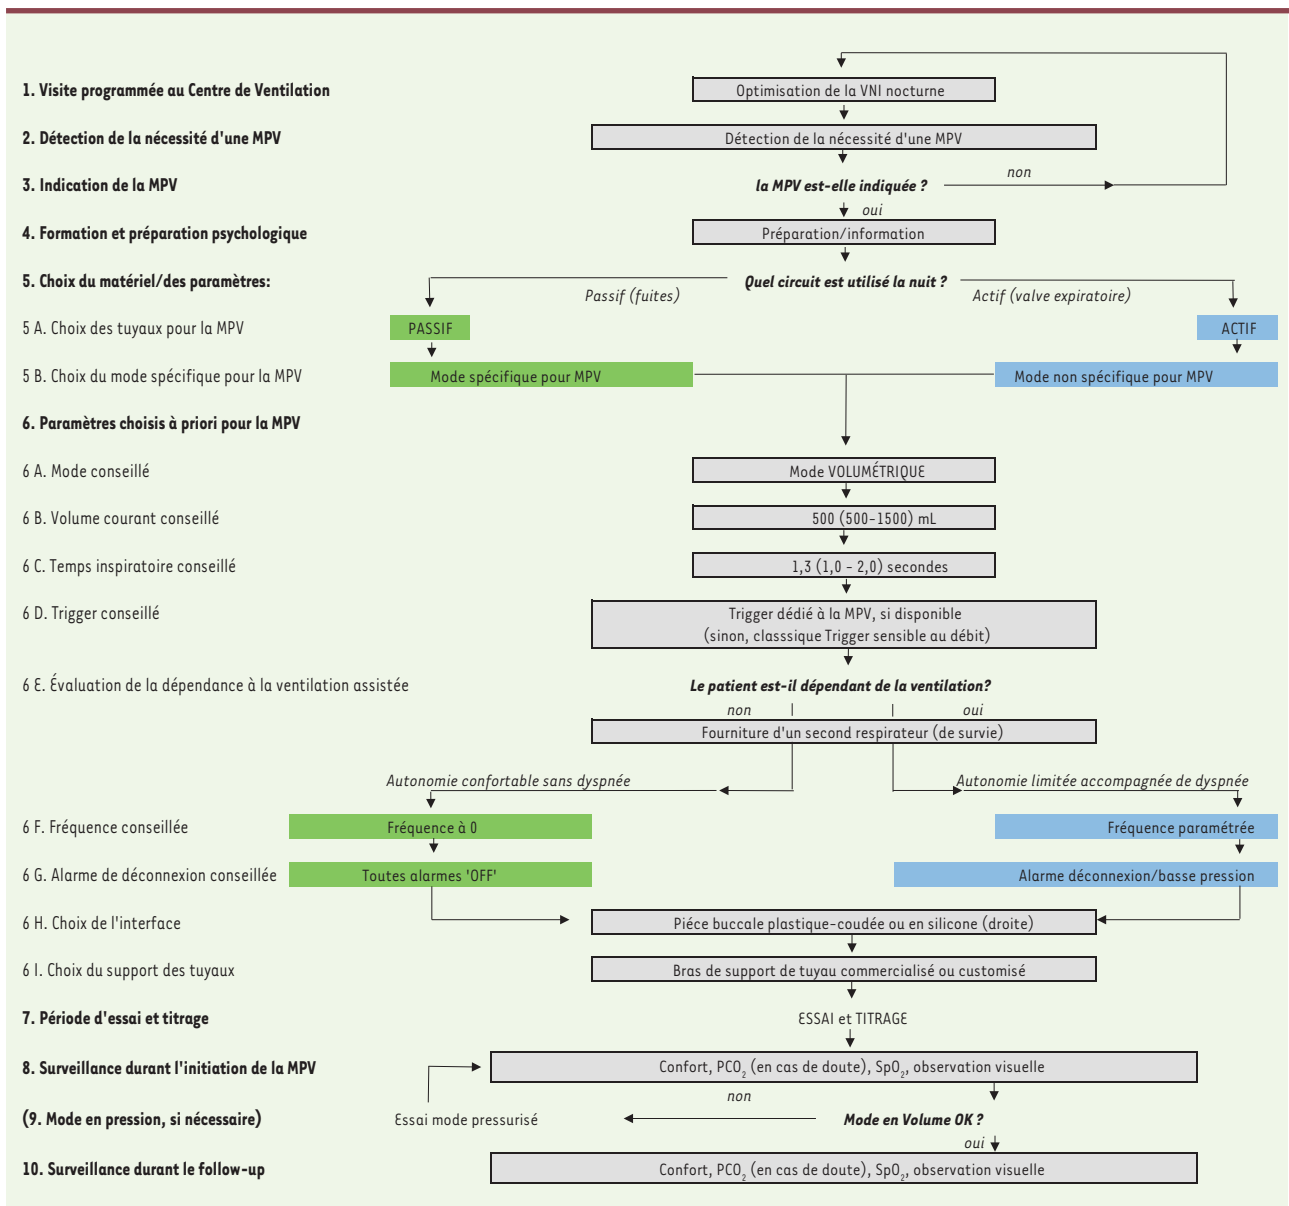 1. Visite programmée au Centre de Ventilation
Optimisation de la VNI nocturne
2. Détection de la nécessité d'une MPV
Détection de la nécessité d'une MPV
3. Indication de la MPV
la MPV est-elle indiquée ?
non
oui
4. Formation et préparation psychologique
Préparation/information
5. Choix du matériel/des paramètres:
Quel circuit est utilisé la nuit ?
Passif (fuites)
Actif (valve expiratoire)
5 A. Choix des tuyaux pour la MPV
PASSIF
ACTIF
5 B. Choix du mode spécifique pour la MPV
Mode spécifique pour MPV
Mode non spécifique pour MPV
6. Paramètres choisis à priori pour la MPV
6 A. Mode conseillé
Mode VOLUMÉTRIQUE
6 B. Volume courant conseillé
500 (500-1500) mL
6 C. Temps inspiratoire conseillé
1,3 (1,0 - 2,0) secondes
6 D. Trigger conseillé
Trigger dédié à la MPV, si disponible
(sinon, classsique Trigger sensible au débit)
6 E. Évaluation de la dépendance à la ventilation assistée
Le patient est-il dépendant de la ventilation?
non
oui
Fourniture d'un second respirateur (de survie)
Autonomie confortable sans dyspnée
Autonomie limitée accompagnée de dyspnée
6 F. Fréquence conseillée
Fréquence à 0
Fréquence paramétrée
6 G. Alarme de déconnexion conseillée
Toutes alarmes 'OFF'
Alarme déconnexion/basse pression
6 H. Choix de l'interface
Piéce buccale plastique-coudée ou en silicone (droite)
6 I. Choix du support des tuyaux
Bras de support de tuyau commercialisé ou customisé
7. Période d'essai et titrage
ESSAI et TITRAGE
8. Surveillance durant l'initiation de la MPV
Confort, PCO₂ (en cas de doute), SpO₂, observation visuelle
non
(9. Mode en pression, si nécessaire)
Essai mode pressurisé
Mode en Volume OK ?
oui
10. Surveillance durant le follow-up
Confort, PCO₂ (en cas de doute), SpO₂, observation visuelle